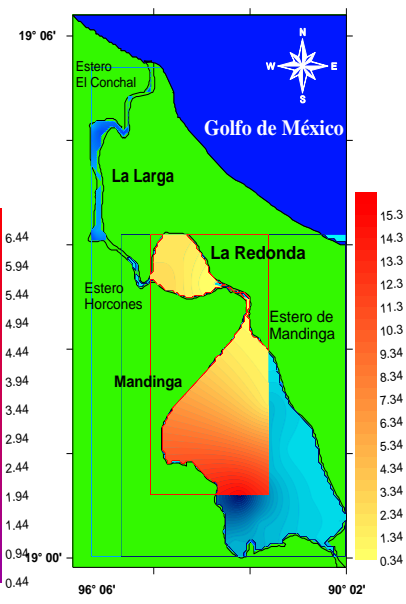 19° 06'
N
W E
S
Estero
El Conchal
Golfo de México
La Larga
La Redonda
Estero
Horcones
Estero de
Mandinga
Mandinga
6.44
5.94
5.44
4.94
4.44
3.94
3.44
2.94
2.44
1.94
1.44
0.94
0.44
15.3
14.3
13.3
12.3
11.3
10.3
9.34
8.34
7.34
6.34
5.34
4.34
3.34
2.34
1.34
0.34
19° 00'
96° 06' 90° 02'